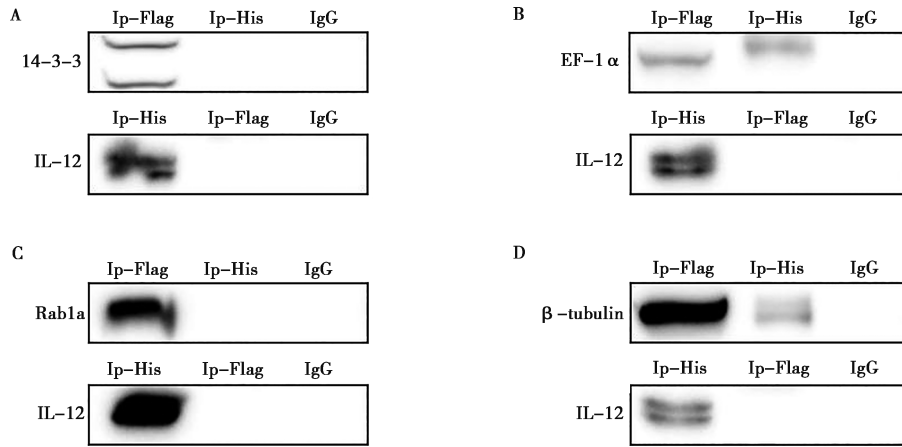 A
Ip-Flag Ip-His IgG
14-3-3
Ip-His Ip-Flag IgG
IL-12
B
Ip-Flag Ip-His IgG
EF-1α
Ip-His Ip-Flag IgG
IL-12
C
Ip-Flag Ip-His IgG
Rab1a
Ip-His Ip-Flag IgG
IL-12
D
Ip-Flag Ip-His IgG
β-tubulin
Ip-His Ip-Flag IgG
IL-12